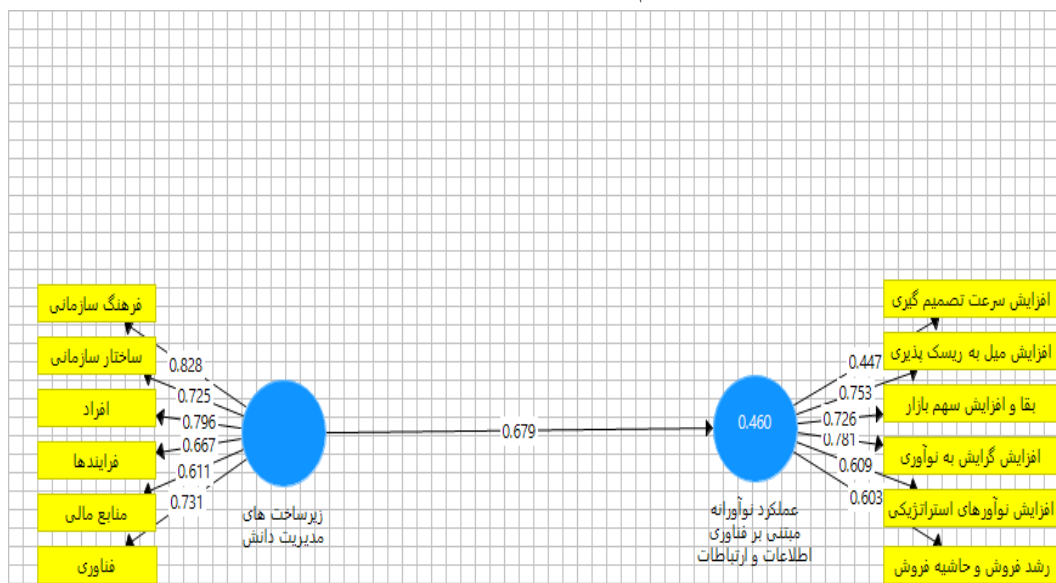 فرهنگ سازمانی
ساختار سازمانی
افراد
فرایندها
منابع مالی
فناوری
0.828
0.725
0.796
0.667
0.611
0.731
زیرساخت های
مدیریت دانش
0.679
0.460
عملکرد نوآورانه
مبتنی بر فناوری
اطلاعات و ارتباطات
0.447
0.753
0.726
0.781
0.609
0.603
افزایش سرعت تصمیم گیری
افزایش میل به ریسک پذیری
بقا و افزایش سهم بازار
افزایش گرایش به نوآوری
افزایش نوآورهای استراتژیکی
رشد فروش و حاشیه فروش